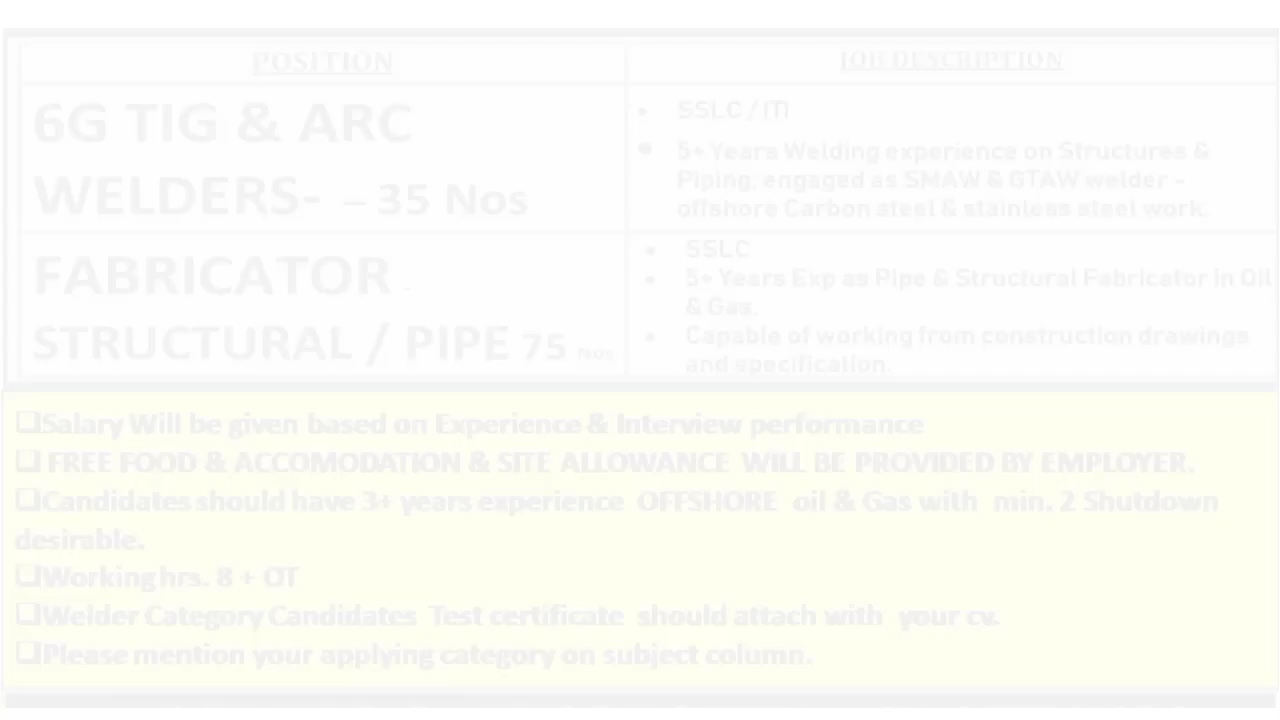 POSITION
JOB DESCRIPTION
6G TIG & ARC
WELDERS- – 35 Nos
• SSLC / ITI
• 5+ Years Welding experience on Structures &
Piping, engaged as SMAW & GTAW welder –
offshore Carbon steel & stainless steel work.
FABRICATOR -
STRUCTURAL / PIPE 75 Nos
• SSLC
• 5+ Years Exp as Pipe & Structural Fabricator in Oil
& Gas.
• Capable of working from construction drawings
and specification.
❑Salary Will be given based on Experience & Interview performance
❑ FREE FOOD & ACCOMODATION & SITE ALLOWANCE WILL BE PROVIDED BY EMPLOYER.
❑Candidates should have 3+ years experience OFFSHORE oil & Gas with min. 2 Shutdown
desirable.
❑Working hrs. 8 + OT
❑Welder Category Candidates Test certificate should attach with your cv.
❑Please mention your applying category on subject column.